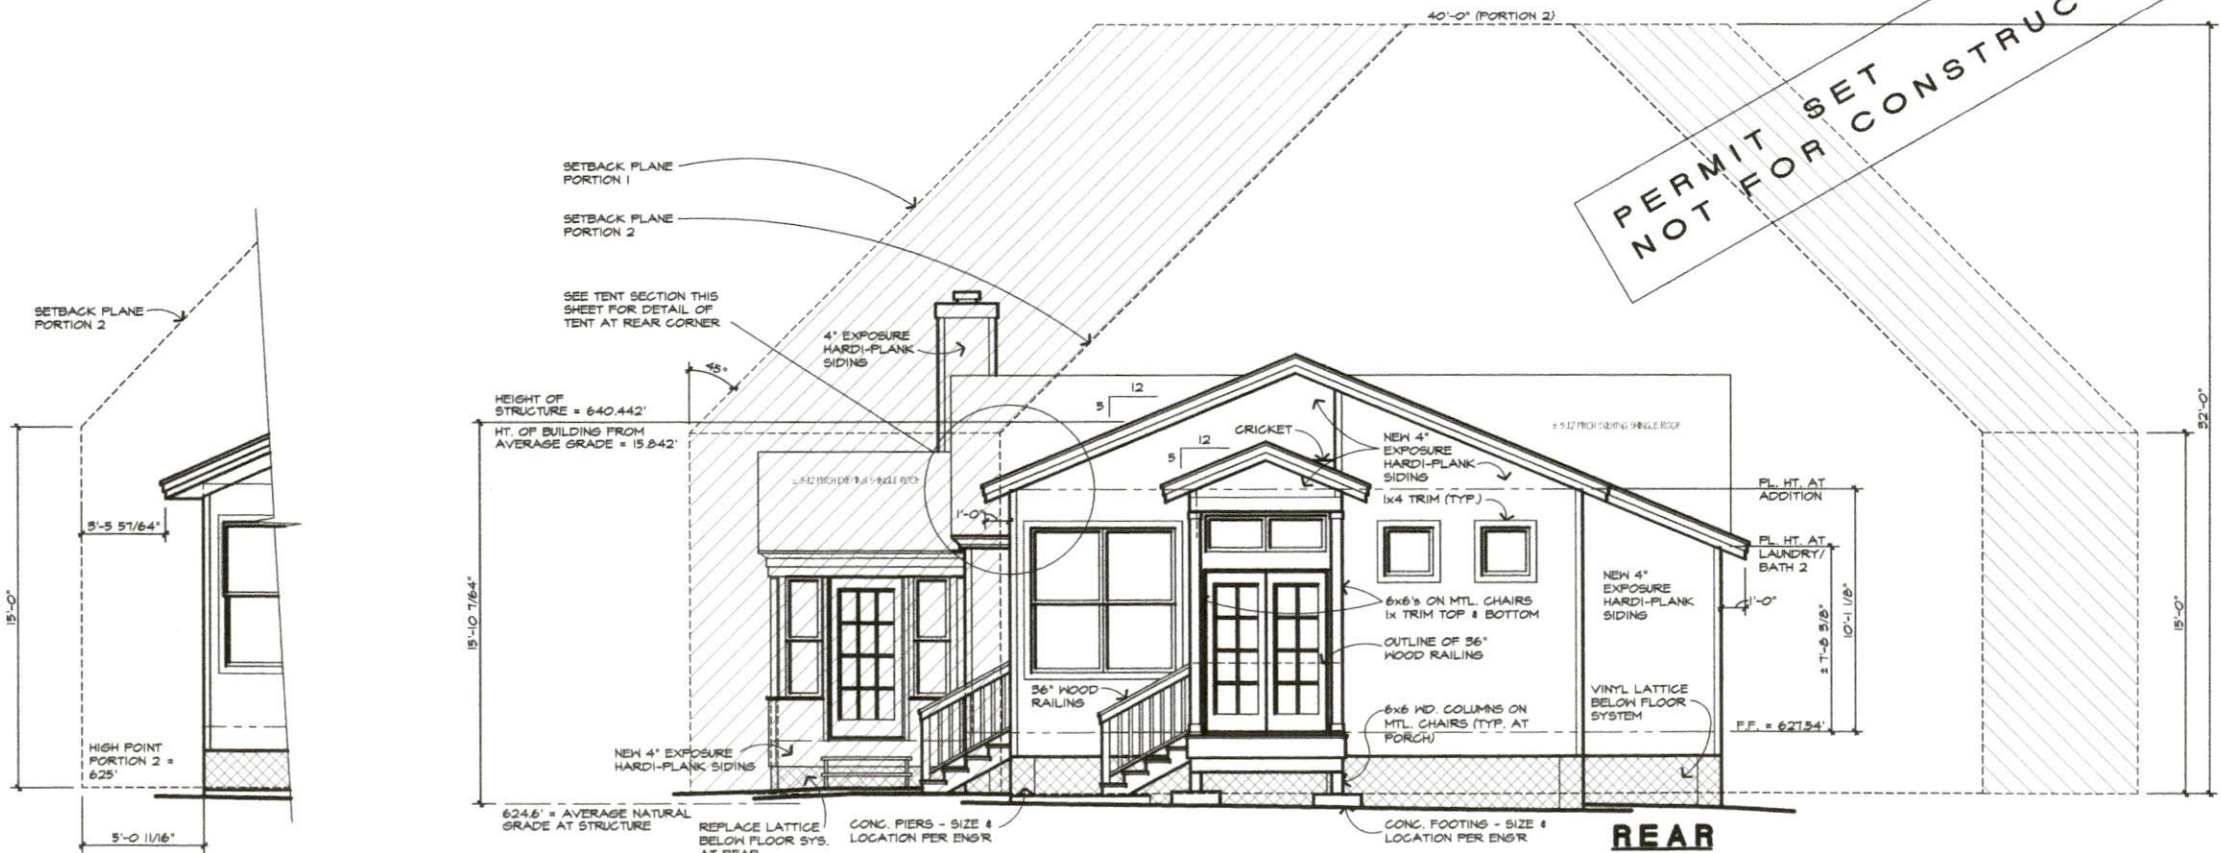 40'-0" (PORTION 2)
PERMIT SET
NOT FOR CONSTRUC
SETBACK PLANE
PORTION 1
SETBACK PLANE
PORTION 2
SEE TENT SECTION THIS
SHEET FOR DETAIL OF
TENT AT REAR CORNER
SETBACK PLANE
PORTION 2
4" EXPOSURE
HARDI-PLANK
SIDING
45°
HEIGHT OF
STRUCTURE = 640.442'
HT. OF BUILDING FROM
AVERAGE GRADE = 15.842'
12
5
CRICKET
12
5
NEW 4"
EXPOSURE
HARDI-PLANK
SIDING
1x4 TRIM (TYP.)
PL. HT. AT
ADDITION
PL. HT. AT
LAUNDRY/
BATH 2
1'-0"
NEW 4"
EXPOSURE
HARDI-PLANK
SIDING
1'-0"
6x6's ON MTL. CHAIRS
1x TRIM TOP & BOTTOM
OUTLINE OF 36"
WOOD RAILING
36" WOOD
RAILING
6x6 WD. COLUMNS ON
MTL. CHAIRS (TYP. AT
PORCH)
VINYL LATTICE
BELOW FLOOR
SYSTEM
F.F. = 627.54'
± 7'-8 5/8"
10'-1 1/8"
15'-0"
32'-0"
3'-5 57/64"
15'-0"
15'-10 7/64"
HIGH POINT
PORTION 2 =
625'
5'-0 11/16"
NEW 4" EXPOSURE
HARDI-PLANK SIDING
624.6' = AVERAGE NATURAL
GRADE AT STRUCTURE
REPLACE LATTICE
BELOW FLOOR SYS.
AT REAR
CONC. PIERS - SIZE &
LOCATION PER ENG'R
CONC. FOOTING - SIZE &
LOCATION PER ENG'R
REAR